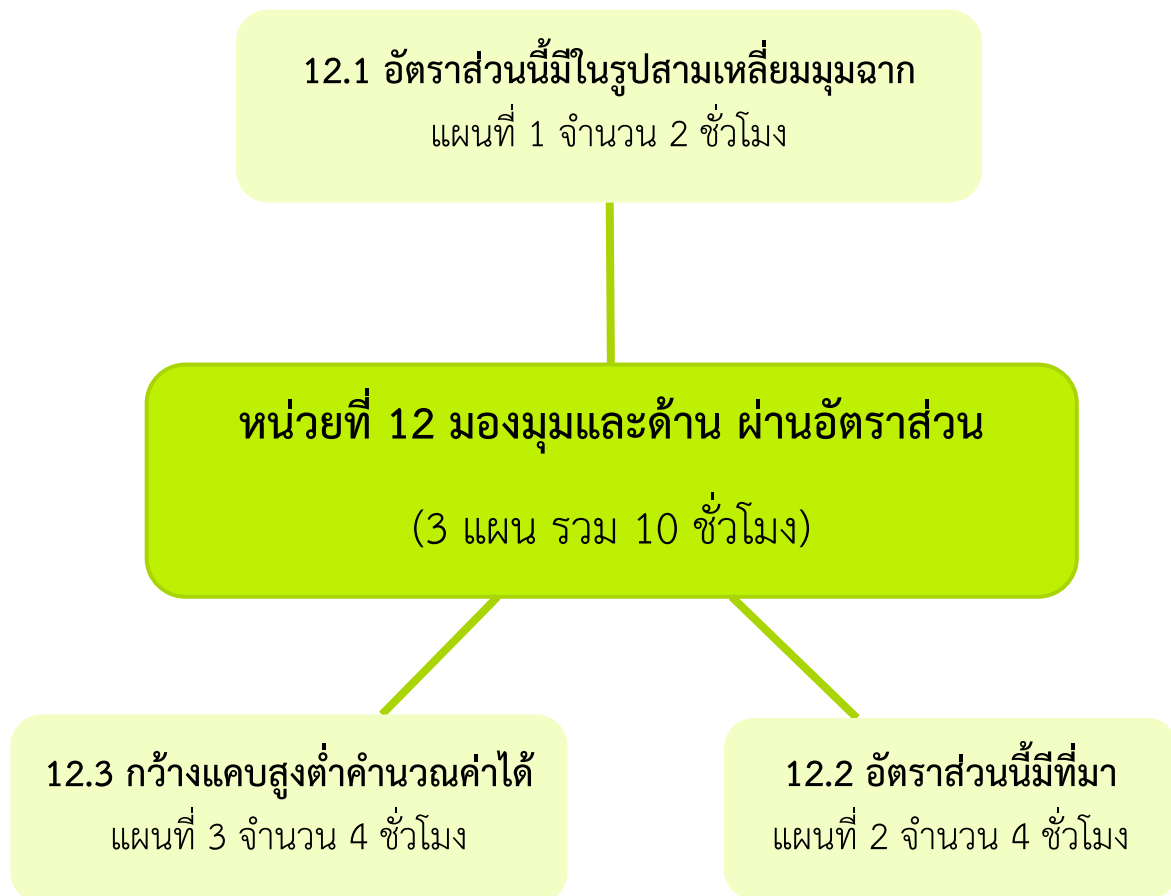 12.1 อัตราส่วนนี้มีในรูปสามเหลี่ยมมุมฉาก
แผนที่ 1 จำนวน 2 ชั่วโมง
หน่วยที่ 12 มองมุมและด้าน ผ่านอัตราส่วน
(3 แผน รวม 10 ชั่วโมง)
12.3 กว้างแคบสูงต่ำคำนวณค่าได้
แผนที่ 3 จำนวน 4 ชั่วโมง
12.2 อัตราส่วนนี้มีที่มา
แผนที่ 2 จำนวน 4 ชั่วโมง